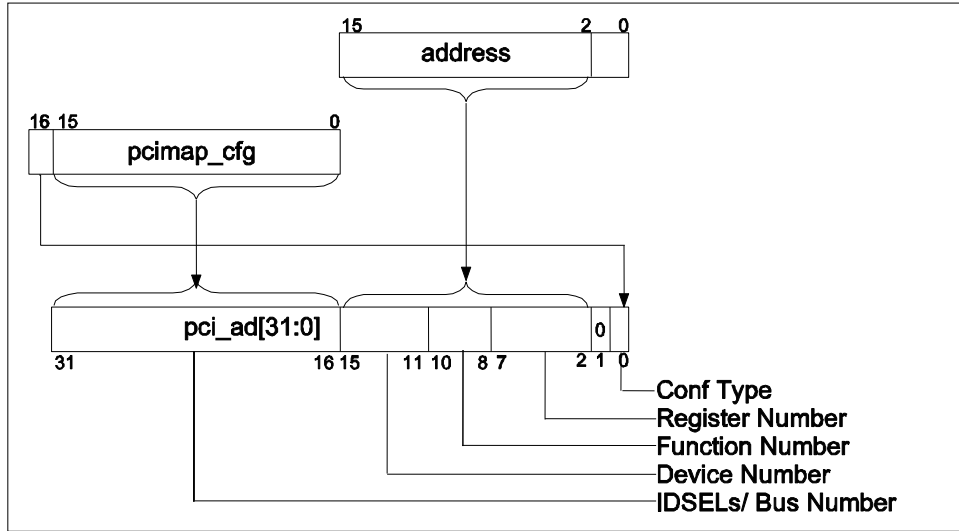 15 2 0
address
16 15 0
pcimap_cfg
pci_ad[31:0] 0
31 16 15 11 10 8 7 2 1 0
Conf Type
Register Number
Function Number
Device Number
IDSELs/ Bus Number